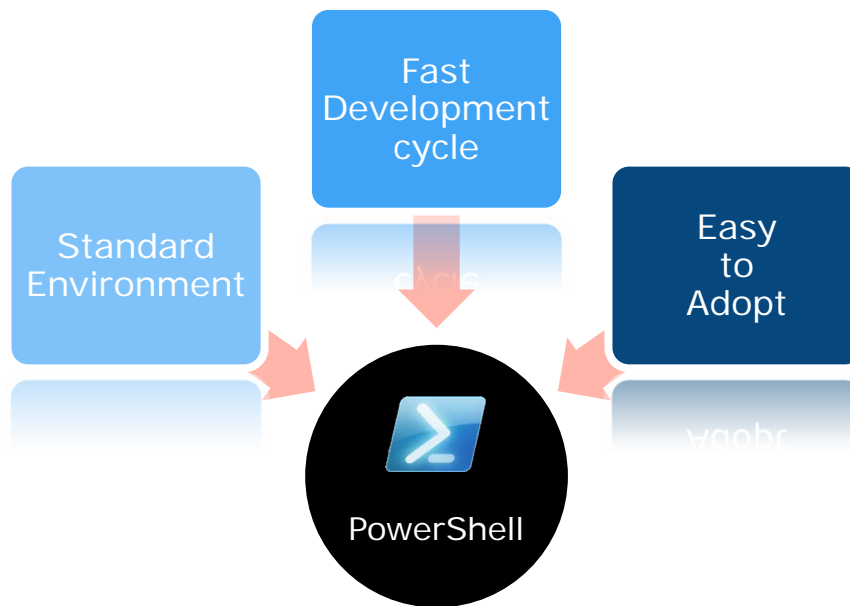 Fast
Development
cycle
Standard
Environment
Easy
to
Adopt
PowerShell